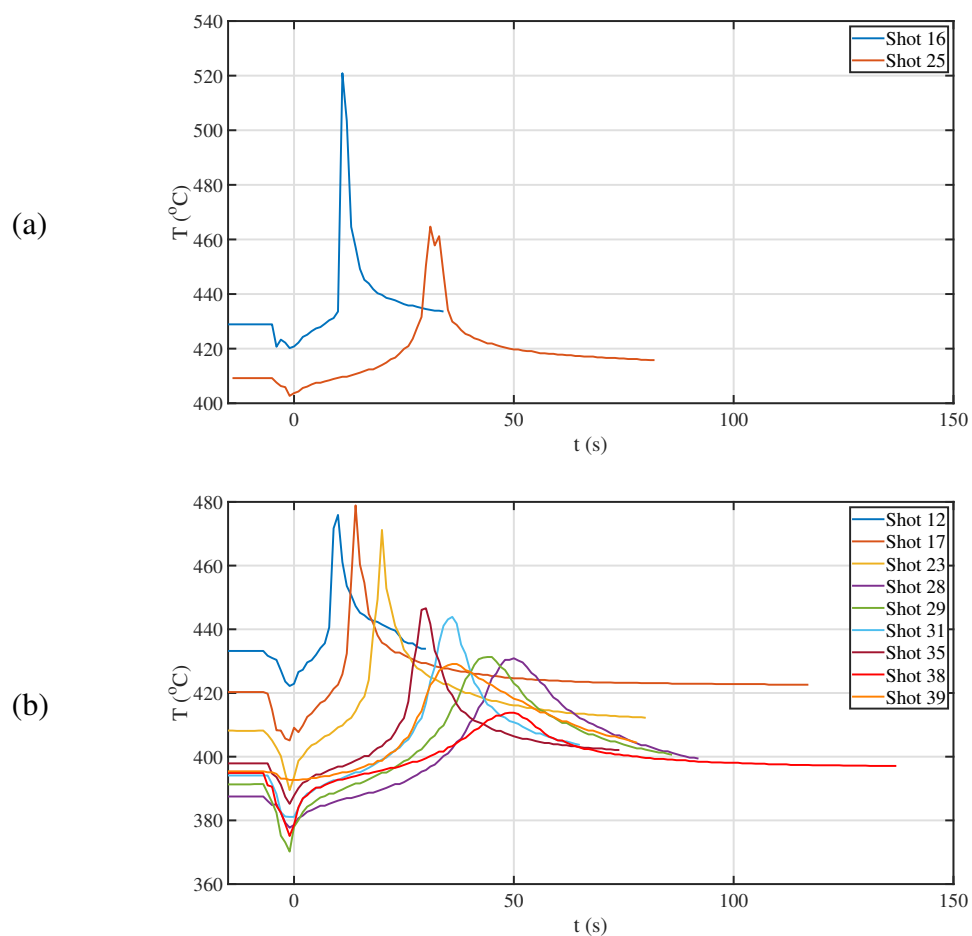 (a)
540
520
500
480
460
440
420
400
T (°C)
0
50
100
150
t (s)
Shot 16
Shot 25
(b)
480
460
440
420
400
380
360
T (°C)
0
50
100
150
t (s)
Shot 12
Shot 17
Shot 23
Shot 28
Shot 29
Shot 31
Shot 35
Shot 38
Shot 39